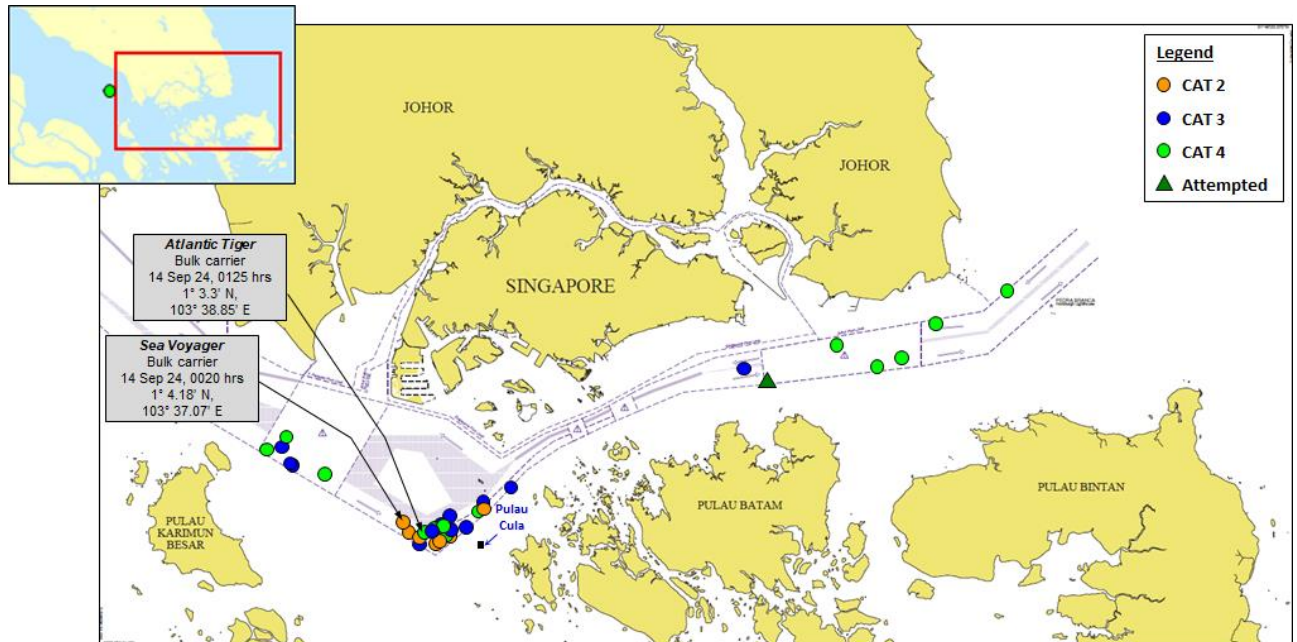 Legend
CAT 2
CAT 3
CAT 4
Attempted
JOHOR
JOHOR
Atlantic Tiger
Bulk carrier
14 Sep 24, 0125 hrs
1° 3.3' N,
103° 38.85' E
SINGAPORE
Sea Voyager
Bulk carrier
14 Sep 24, 0020 hrs
1° 4.18' N,
103° 37.07' E
PULAU
KARIMUN
BESAR
Pulau
Cula
PULAU BATAM
PULAU BINTAN